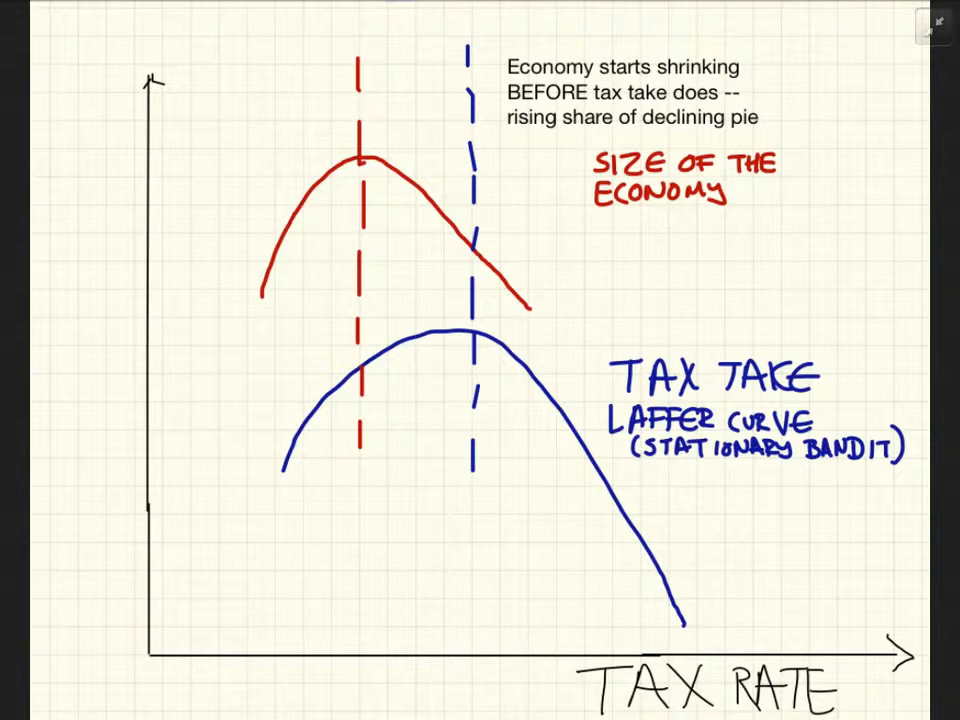 Economy starts shrinking
BEFORE tax take does --
rising share of declining pie
SIZE OF THE
ECONOMY
TAX TAKE
LAFFER CURVE
(STATIONARY BANDIT)
TAX RATE